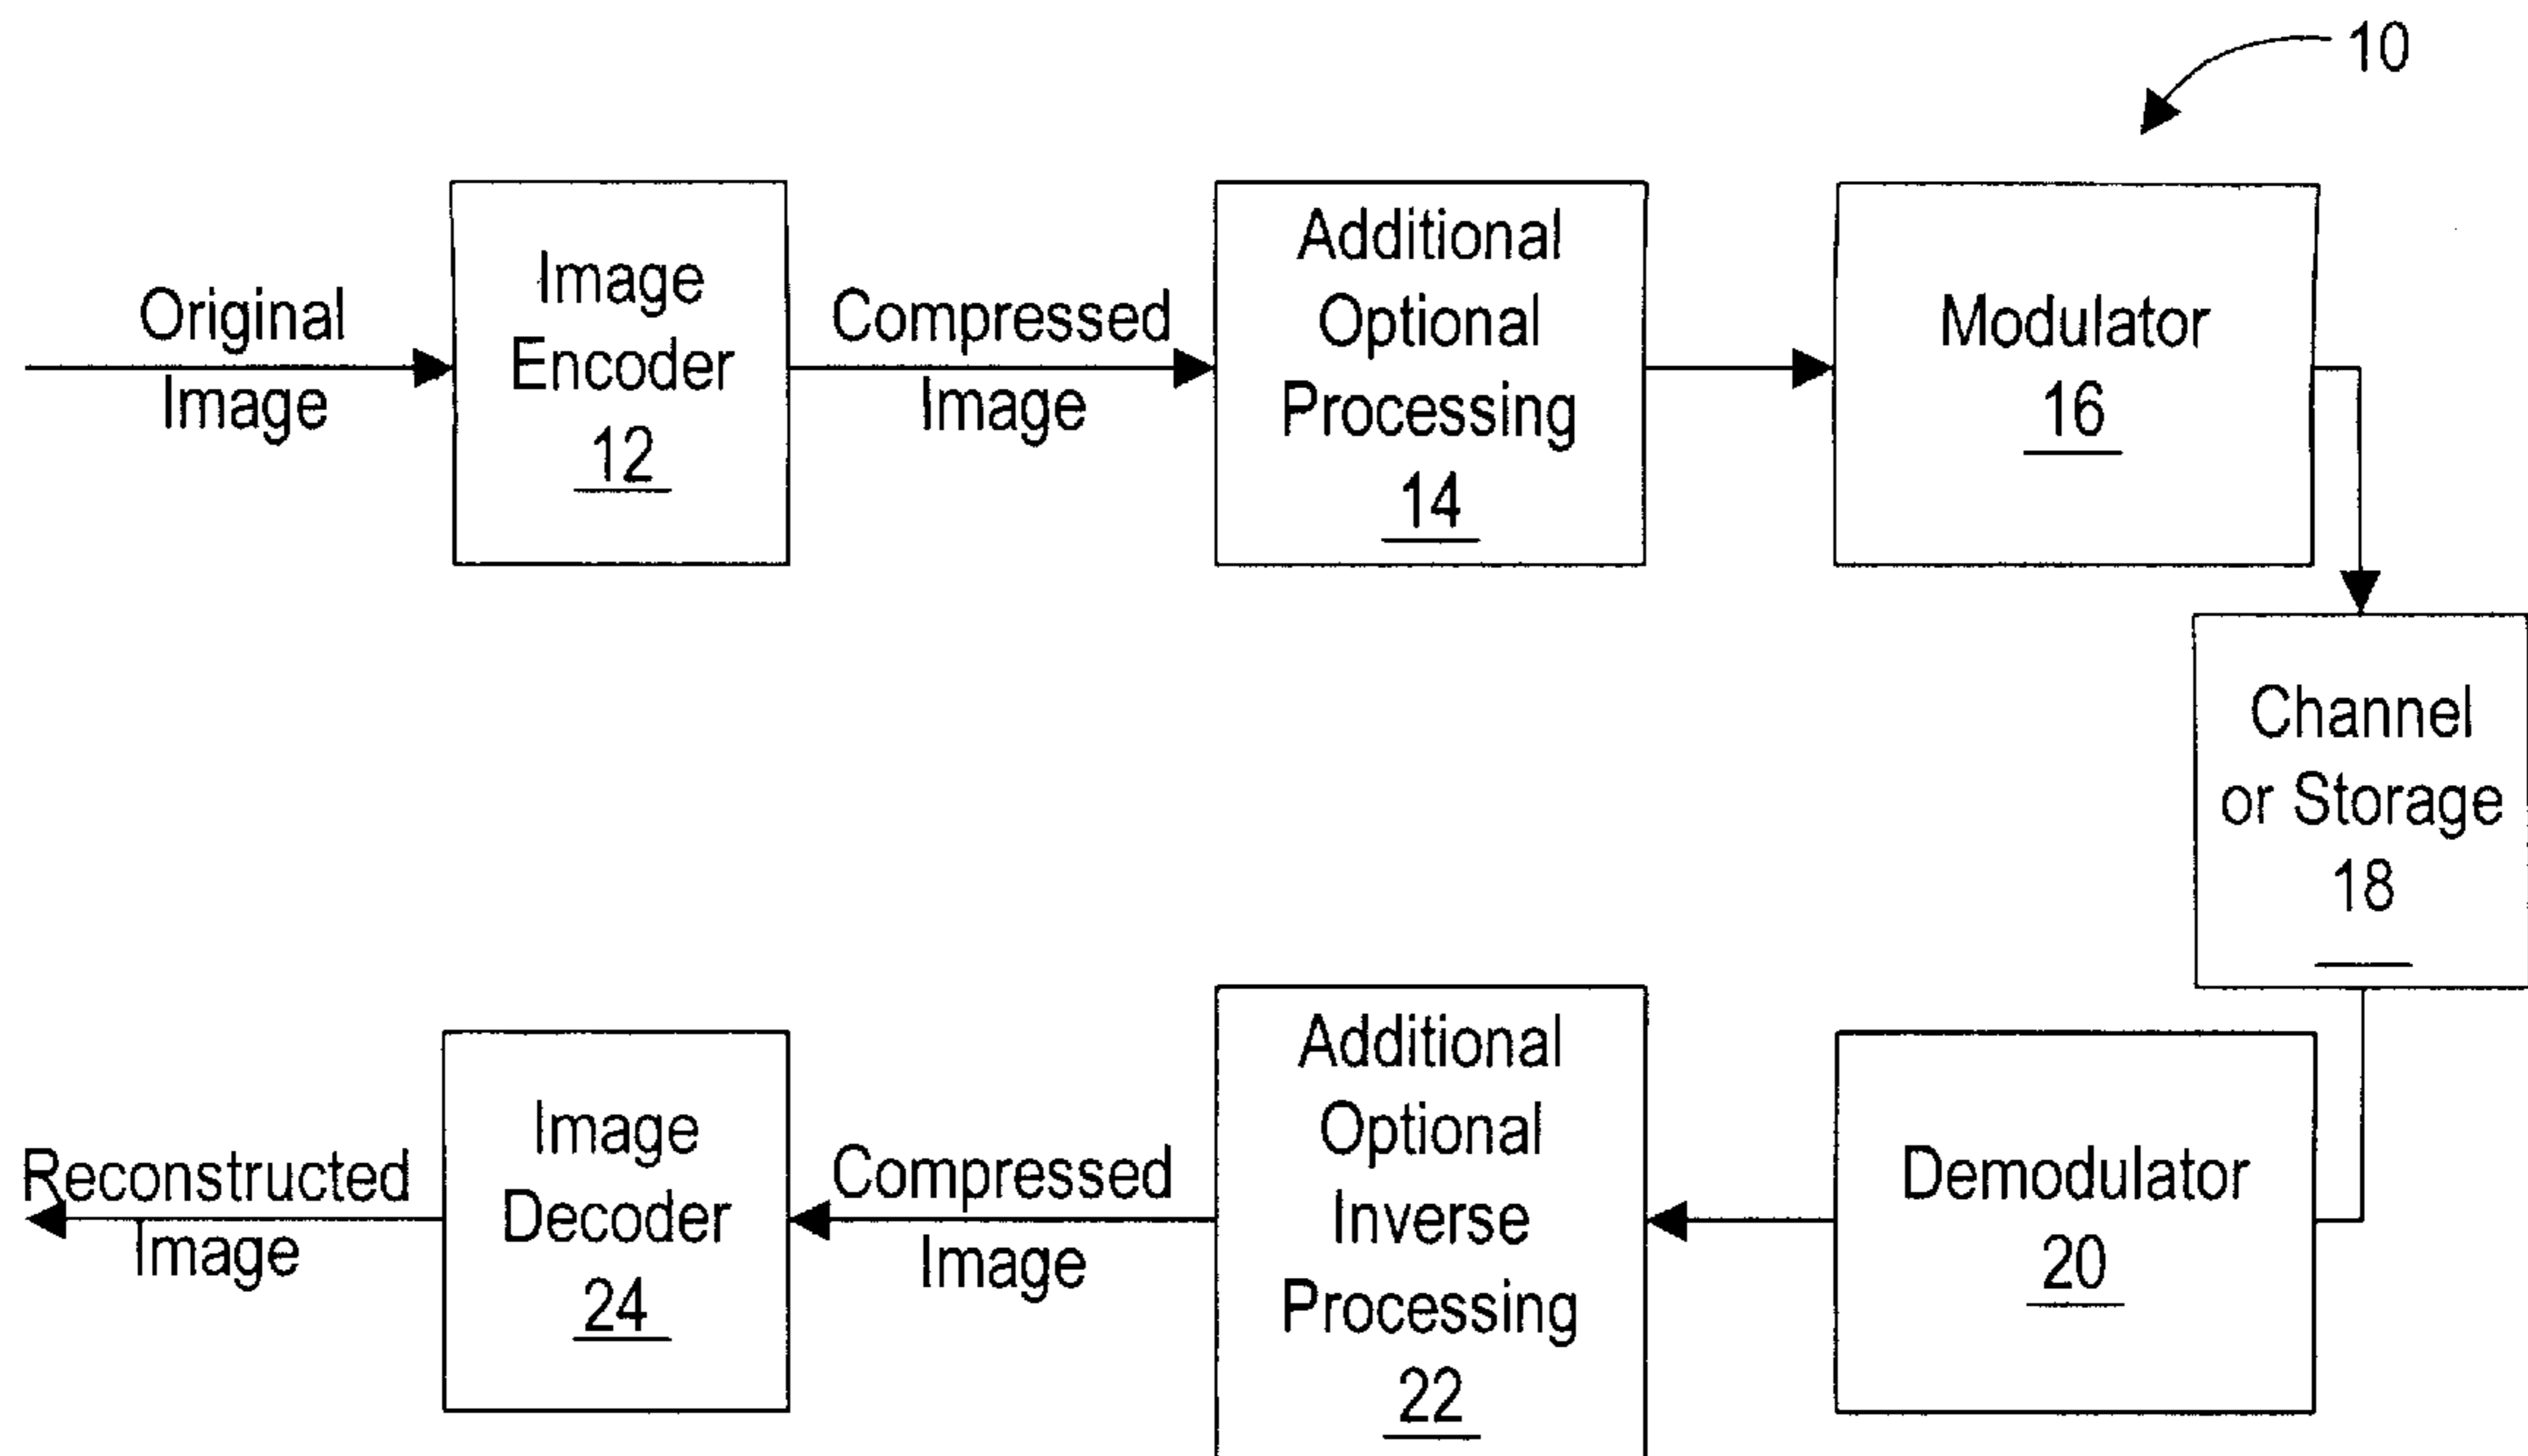 10
Original
Image
Image
Encoder
12
Compressed
Image
Additional
Optional
Processing
14
Modulator
16
Channel
or Storage
18
Demodulator
20
Additional
Optional
Inverse
Processing
22
Compressed
Image
Image
Decoder
24
Reconstructed
Image